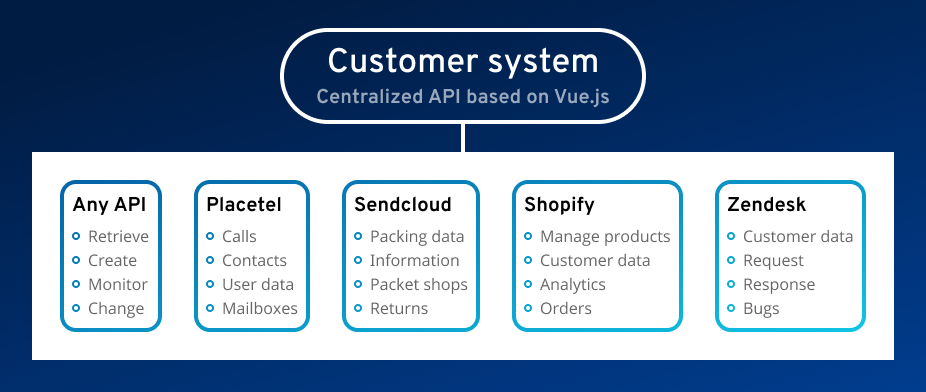 Customer system
Centralized API based on Vue.js
Any API
Retrieve
Create
Monitor
Change
Placetel
Calls
Contacts
User data
Mailboxes
Sendcloud
Packing data
Information
Packet shops
Returns
Shopify
Manage products
Customer data
Analytics
Orders
Zendesk
Customer data
Request
Response
Bugs